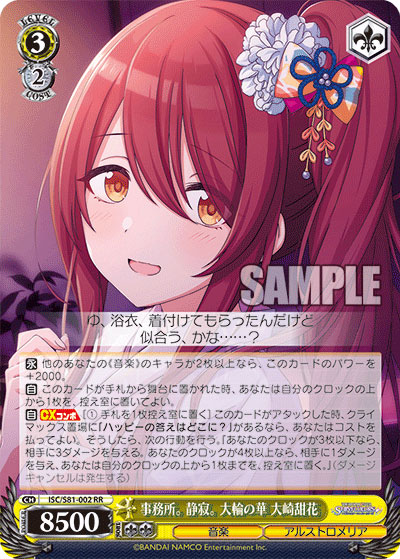 LEVEL
3
2
COST
SAMPLE
ゆ、浴衣、着付けてもらったんだけど
似合う、かな……？
永 他のあなたの《音楽》のキャラが2枚以上なら、このカードのパワーを
+2000。
自 このカードが手札から舞台に置かれた時、あなたは自分のクロックの上
から1枚を、控え室に置いてよい。
自 CXコンボ [① 手札を1枚控え室に置く] このカードがアタックした時、クライ
マックス置場に「ハッピーの答えはどこに？」があるなら、あなたはコストを
払ってよい。そうしたら、次の行動を行う。『あなたのクロックが3枚以下なら、
相手に3ダメージを与える。あなたのクロックが4枚以上なら、相手に1ダメ
ージを与え、あなたは自分のクロックの上から1枚までを、控え室に置く。』（ダメージ
キャンセルは発生する）
CH
ISC/S81-002 RR
POWER
8500
事務所。静寂。大輪の華 大崎甜花
音楽
アルストロメリア
©BANDAI NAMCO Entertainment Inc.